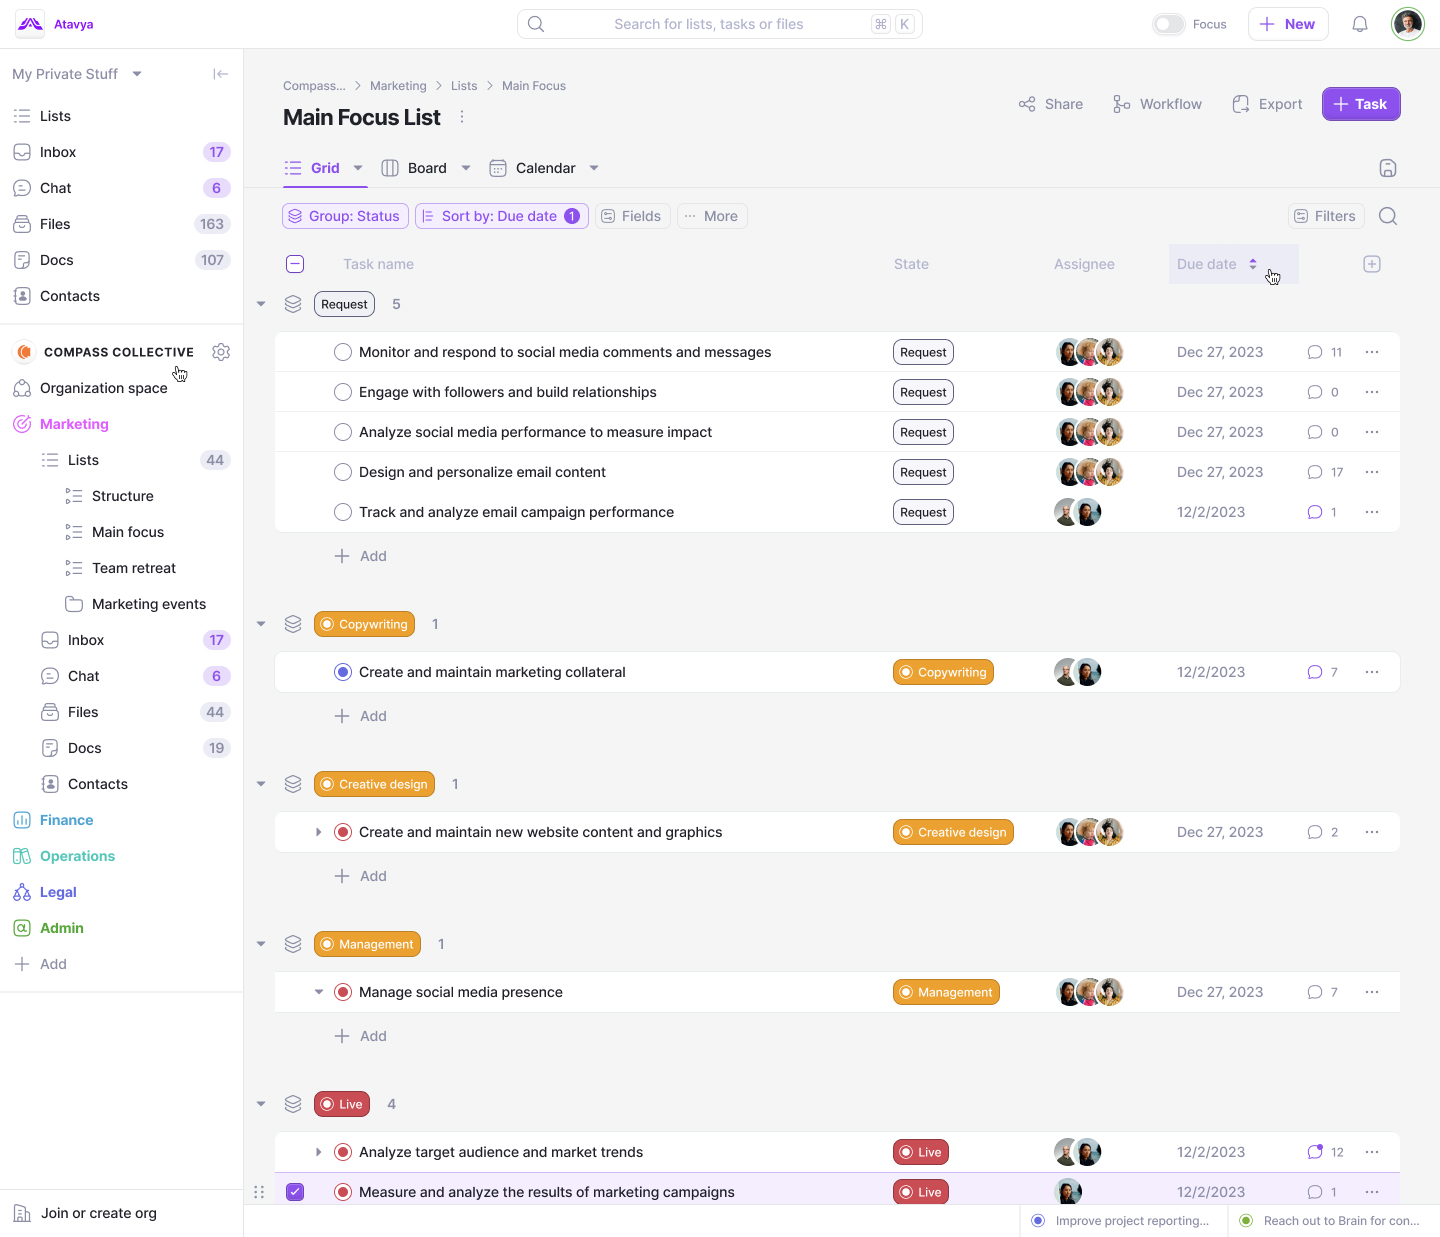 Atavya
Search for lists, tasks or files
⌘ K
Focus
New
My Private Stuff
Lists
Inbox 17
Chat 6
Files 163
Docs 107
Contacts
COMPASS COLLECTIVE
Organization space
Marketing
Lists 44
Structure
Main focus
Team retreat
Marketing events
Inbox 17
Chat 6
Files 44
Docs 19
Contacts
Finance
Operations
Legal
Admin
Add
Join or create org
Compass... > Marketing > Lists > Main Focus
Main Focus List
Share
Workflow
Export
Task
Grid
Board
Calendar
Group: Status
Sort by: Due date 1
Fields
More
Filters
Task name State Assignee Due date
Request 5
Monitor and respond to social media comments and messages Request Dec 27, 2023 11
Engage with followers and build relationships Request Dec 27, 2023 0
Analyze social media performance to measure impact Request Dec 27, 2023 0
Design and personalize email content Request Dec 27, 2023 17
Track and analyze email campaign performance Request 12/2/2023 1
Add
Copywriting 1
Create and maintain marketing collateral Copywriting 12/2/2023 7
Add
Creative design 1
Create and maintain new website content and graphics Creative design Dec 27, 2023 2
Add
Management 1
Manage social media presence Management Dec 27, 2023 7
Add
Live 4
Analyze target audience and market trends Live 12/2/2023 12
Measure and analyze the results of marketing campaigns Live 12/2/2023 1
Improve project reporting...
Reach out to Brain for con...